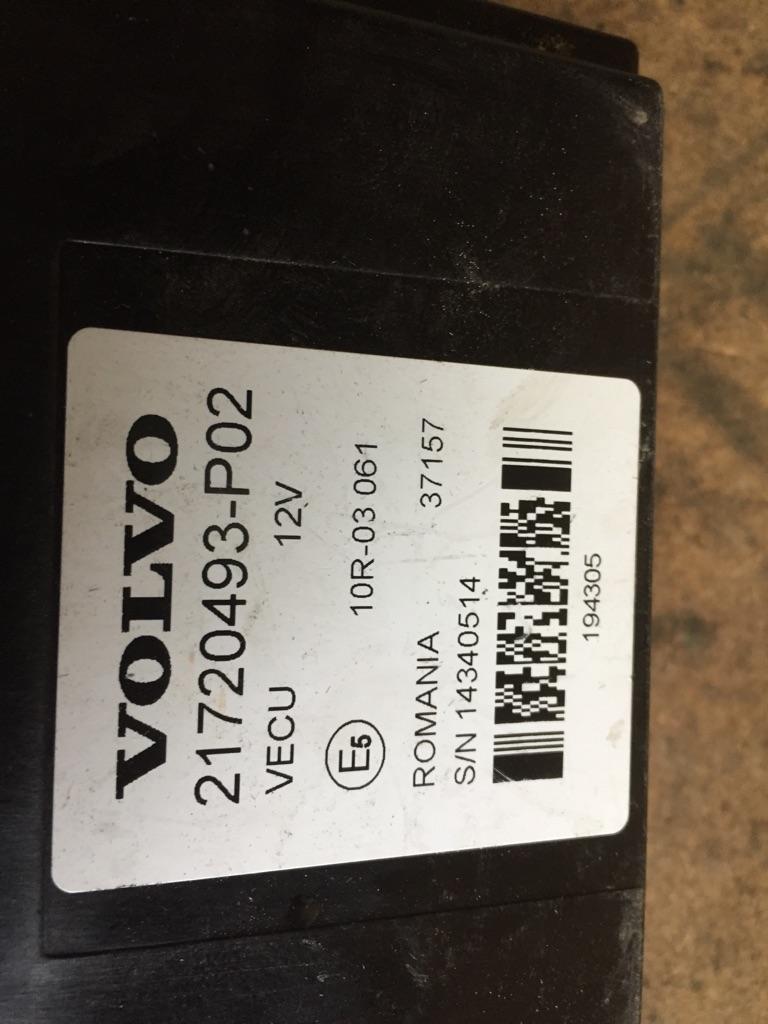 VOLVO
21720493-P02
VECU 12V
E5 10R-03 061
ROMANIA 37157
S/N 14340514
194305